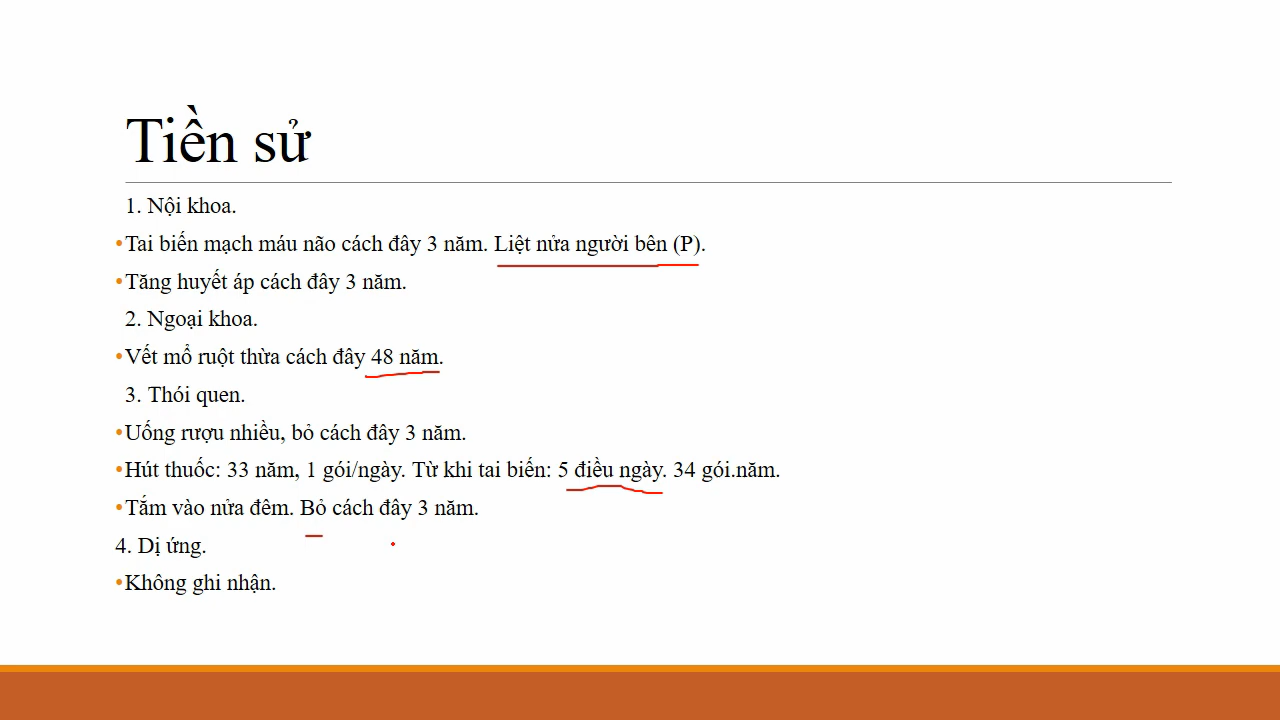 Tiền sử
1. Nội khoa.
•Tai biến mạch máu não cách đây 3 năm. Liệt nửa người bên (P).
•Tăng huyết áp cách đây 3 năm.
2. Ngoại khoa.
•Vết mổ ruột thừa cách đây 48 năm.
3. Thói quen.
•Uống rượu nhiều, bỏ cách đây 3 năm.
•Hút thuốc: 33 năm, 1 gói/ngày. Từ khi tai biến: 5 điều ngày. 34 gói.năm.
•Tắm vào nửa đêm. Bỏ cách đây 3 năm.
4. Dị ứng.
•Không ghi nhận.